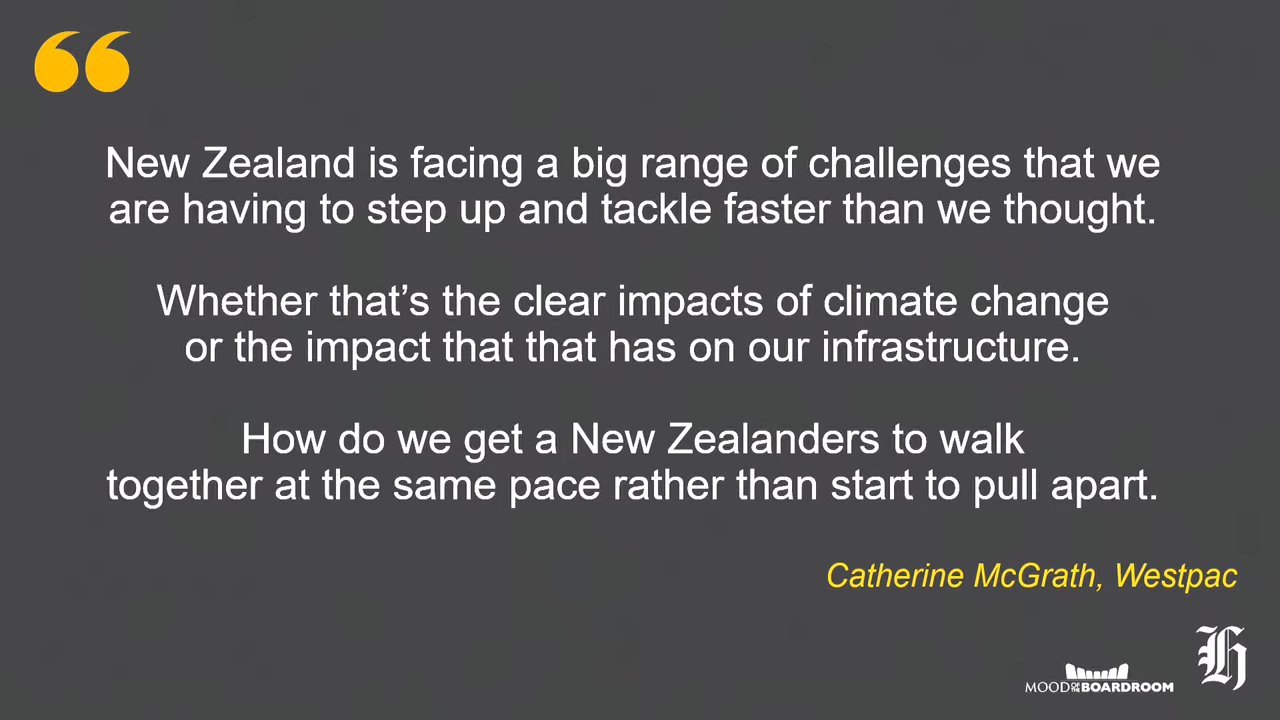 New Zealand is facing a big range of challenges that we
are having to step up and tackle faster than we thought.
Whether that’s the clear impacts of climate change
or the impact that that has on our infrastructure.
How do we get a New Zealanders to walk
together at the same pace rather than start to pull apart.
Catherine McGrath, Westpac
MOOD OF THE BOARDROOM
H